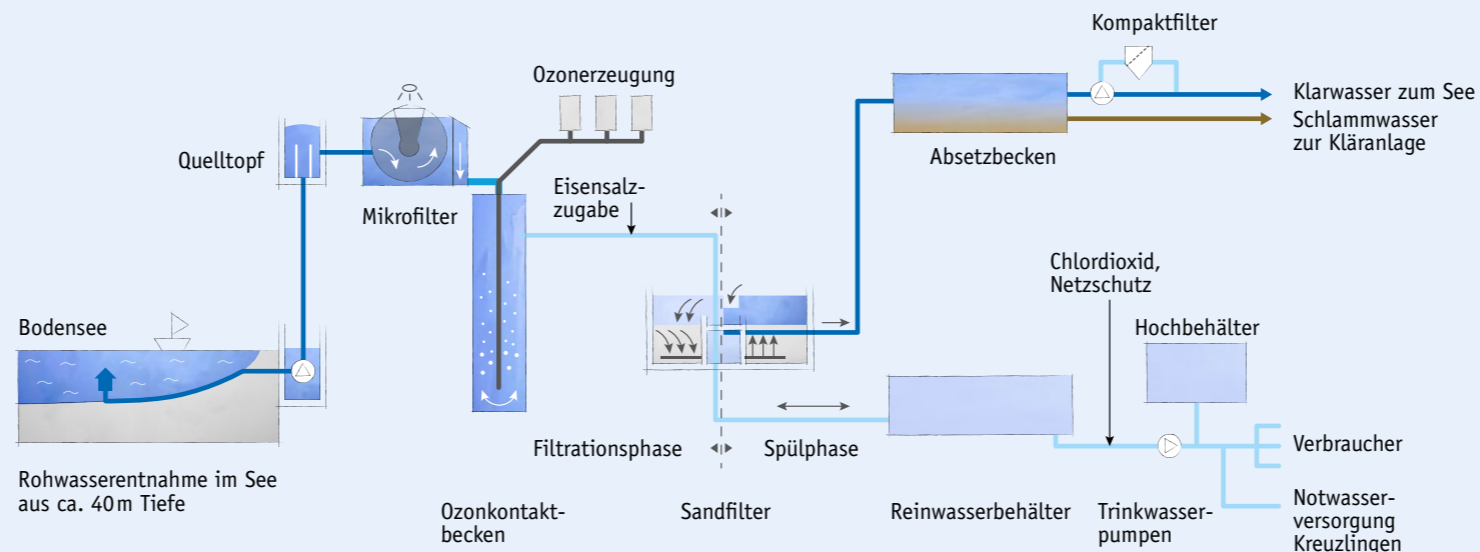 Kompaktfilter
Ozonerzeugung
Klarwasser zum See
Schlammwasser
zur Kläranlage
Absetzbecken
Quelltopf
Mikrofilter
Eisensalz-
zugabe
Chlordioxid,
Netzschutz
Bodensee
Hochbehälter
Filtrationsphase
Spülphase
Verbraucher
Rohwasserentnahme im See
aus ca. 40 m Tiefe
Ozonkontakt-
becken
Sandfilter
Reinwasserbehälter
Trinkwasser-
pumpen
Notwasser-
versorgung
Kreuzlingen